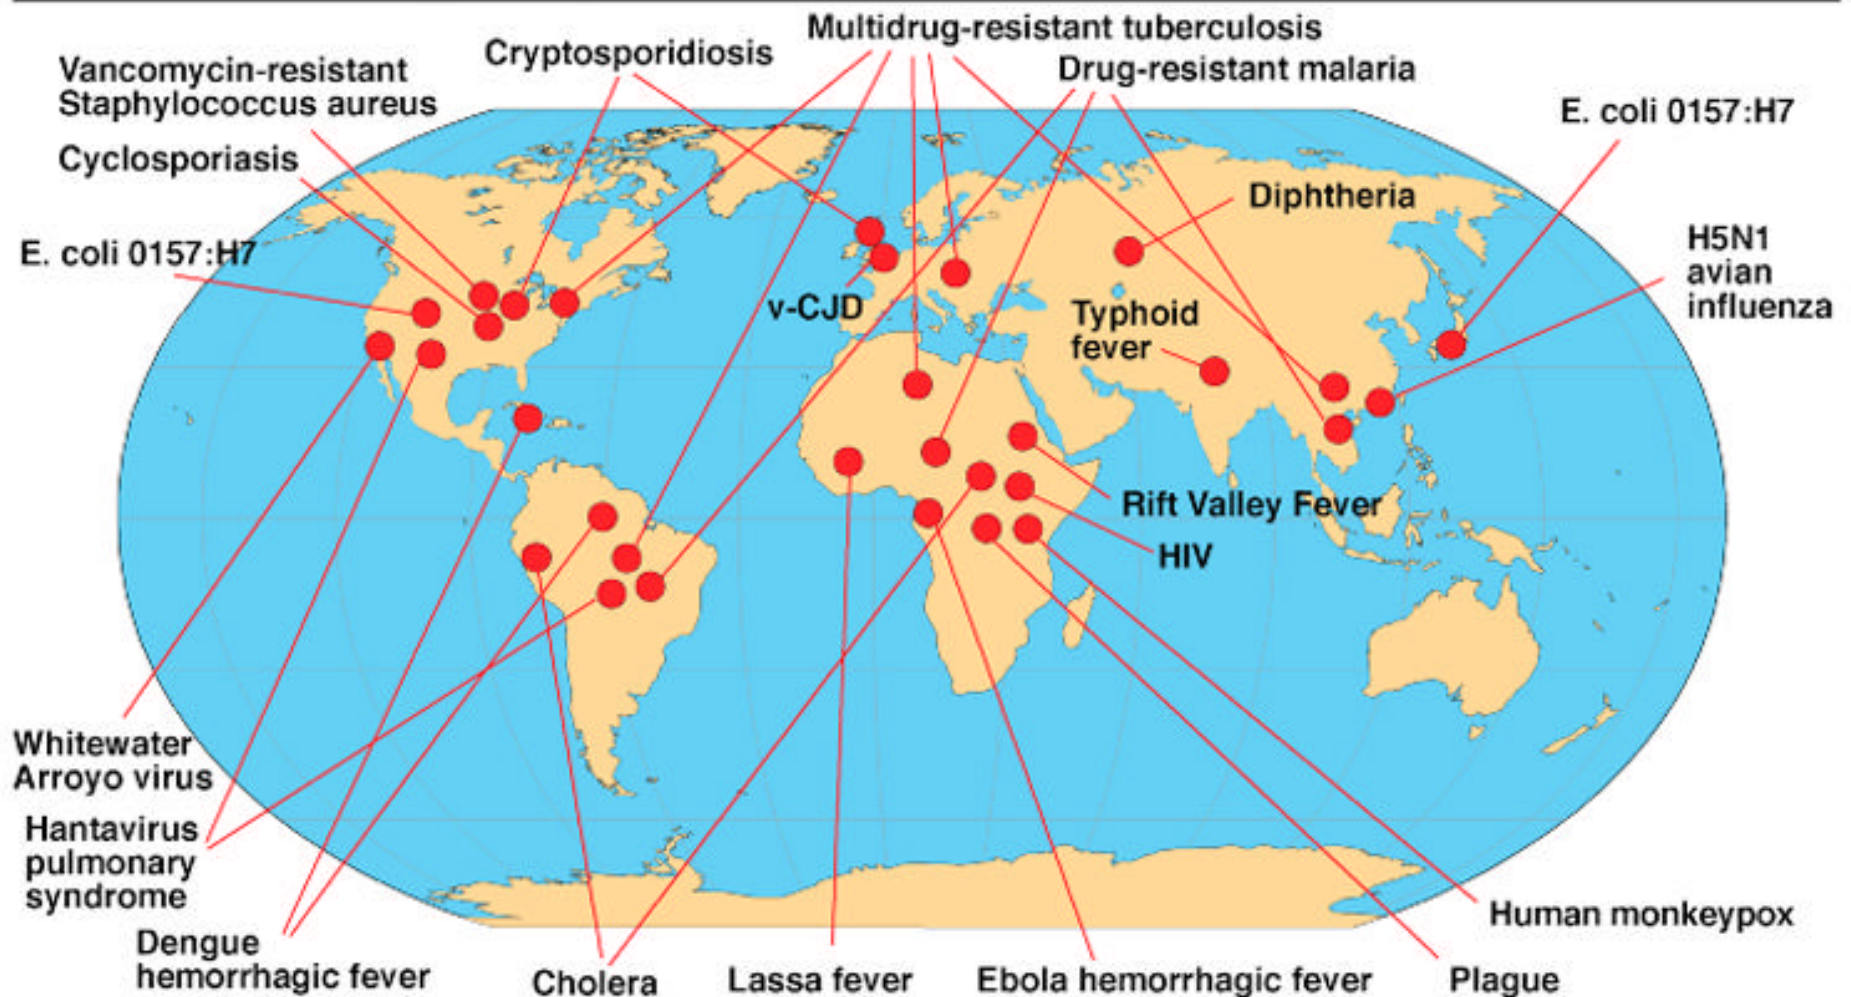 Multidrug-resistant tuberculosis
Cryptosporidiosis
Drug-resistant malaria
Vancomycin-resistant
Staphylococcus aureus
E. coli 0157:H7
Cyclosporiasis
Diphtheria
E. coli 0157:H7
H5N1
avian
influenza
v-CJD
Typhoid
fever
Rift Valley Fever
HIV
Whitewater
Arroyo virus
Hantavirus
pulmonary
syndrome
Human monkeypox
Dengue
hemorrhagic fever
Cholera
Lassa fever
Ebola hemorrhagic fever
Plague